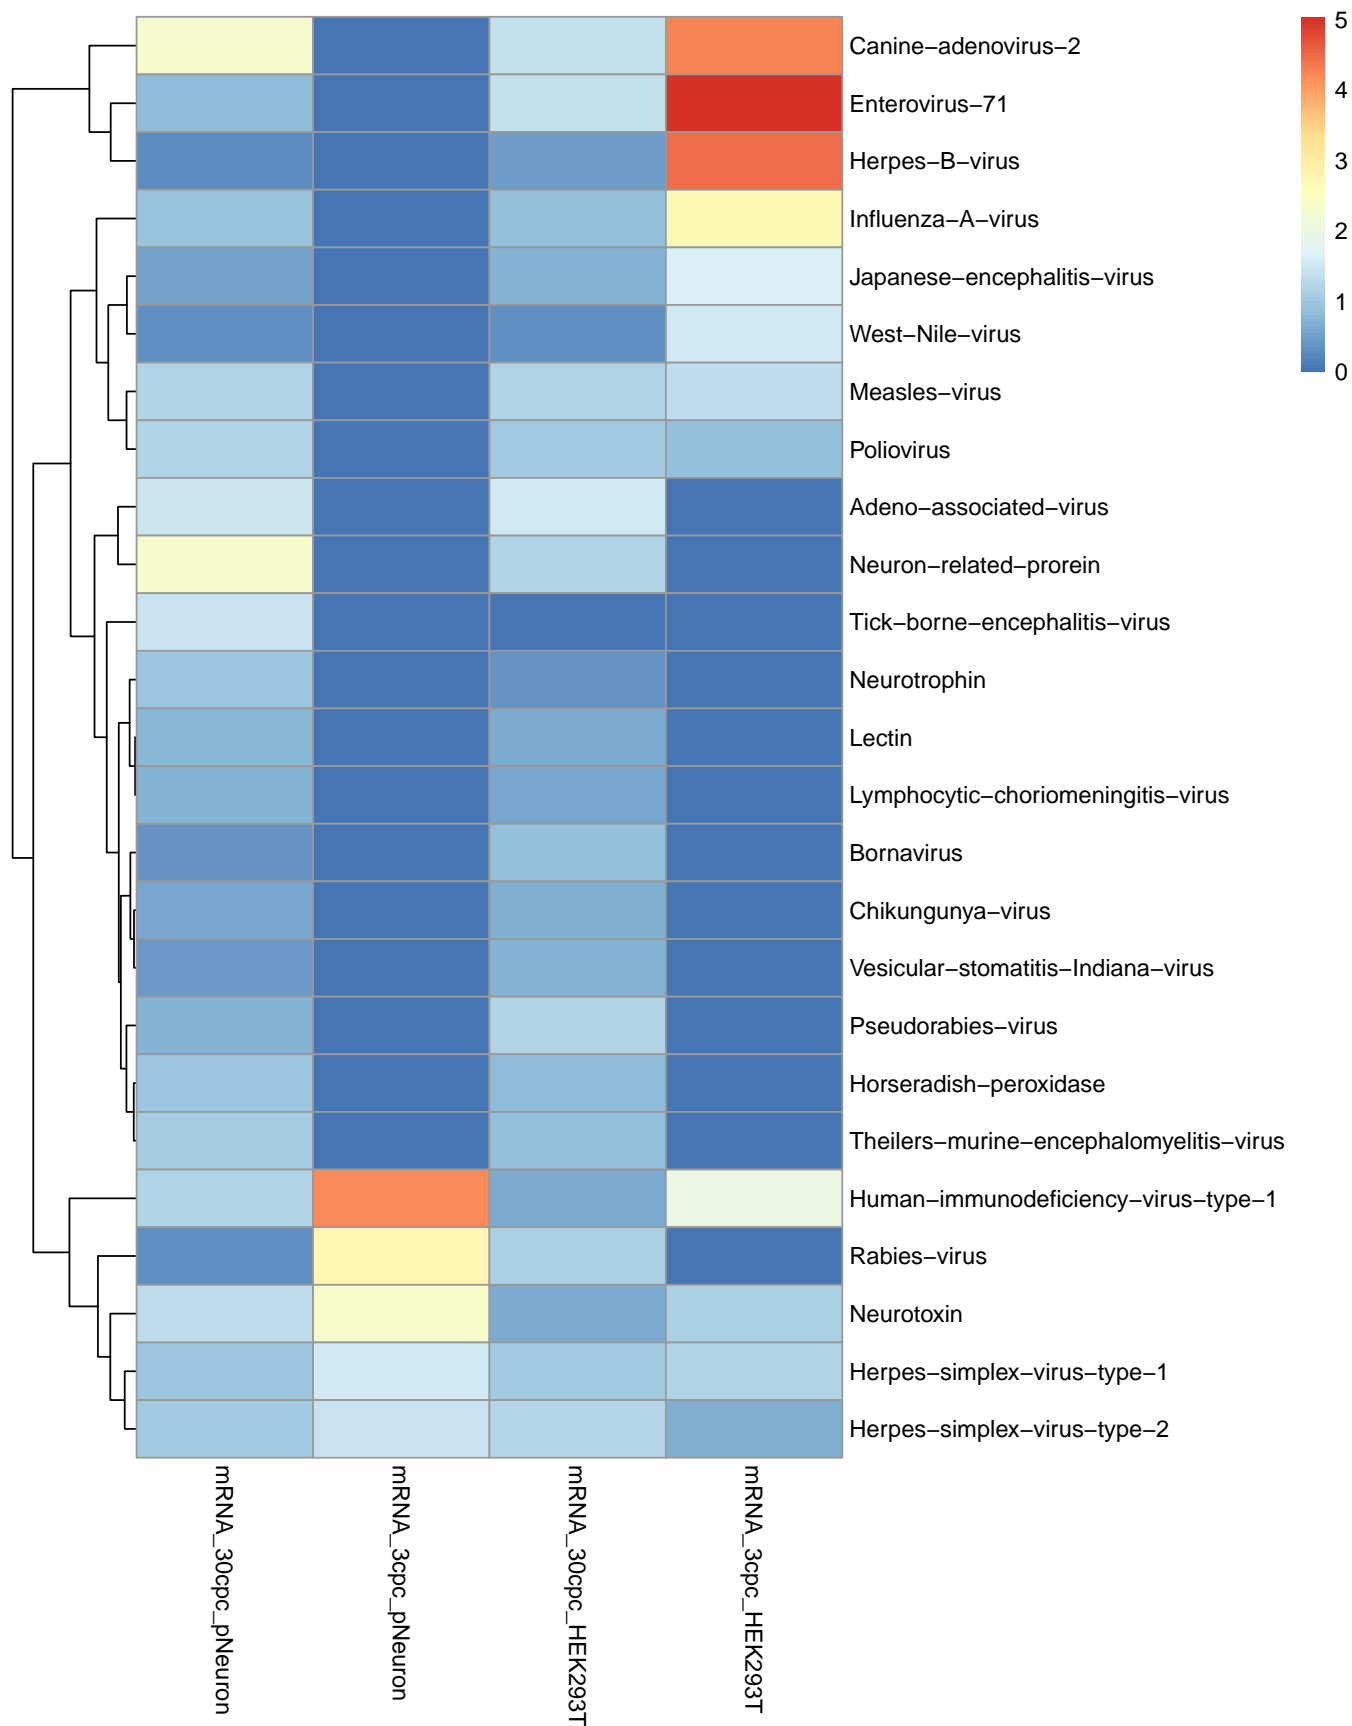 Canine−adenovirus−2
Enterovirus−71
Herpes−B−virus
Influenza−A−virus
Japanese−encephalitis−virus
West−Nile−virus
Measles−virus
Poliovirus
Adeno−associated−virus
Neuron−related−prorein
Tick−borne−encephalitis−virus
Neurotrophin
Lectin
Lymphocytic−choriomeningitis−virus
Bornavirus
Chikungunya−virus
Vesicular−stomatitis−Indiana−virus
Pseudorabies−virus
Horseradish−peroxidase
Theilers−murine−encephalomyelitis−virus
Human−immunodeficiency−virus−type−1
Rabies−virus
Neurotoxin
Herpes−simplex−virus−type−1
Herpes−simplex−virus−type−2
mRNA_30cpc_pNeuron
mRNA_3cpc_pNeuron
mRNA_30cpc_HEK293T
mRNA_3cpc_HEK293T
5
4
3
2
1
0